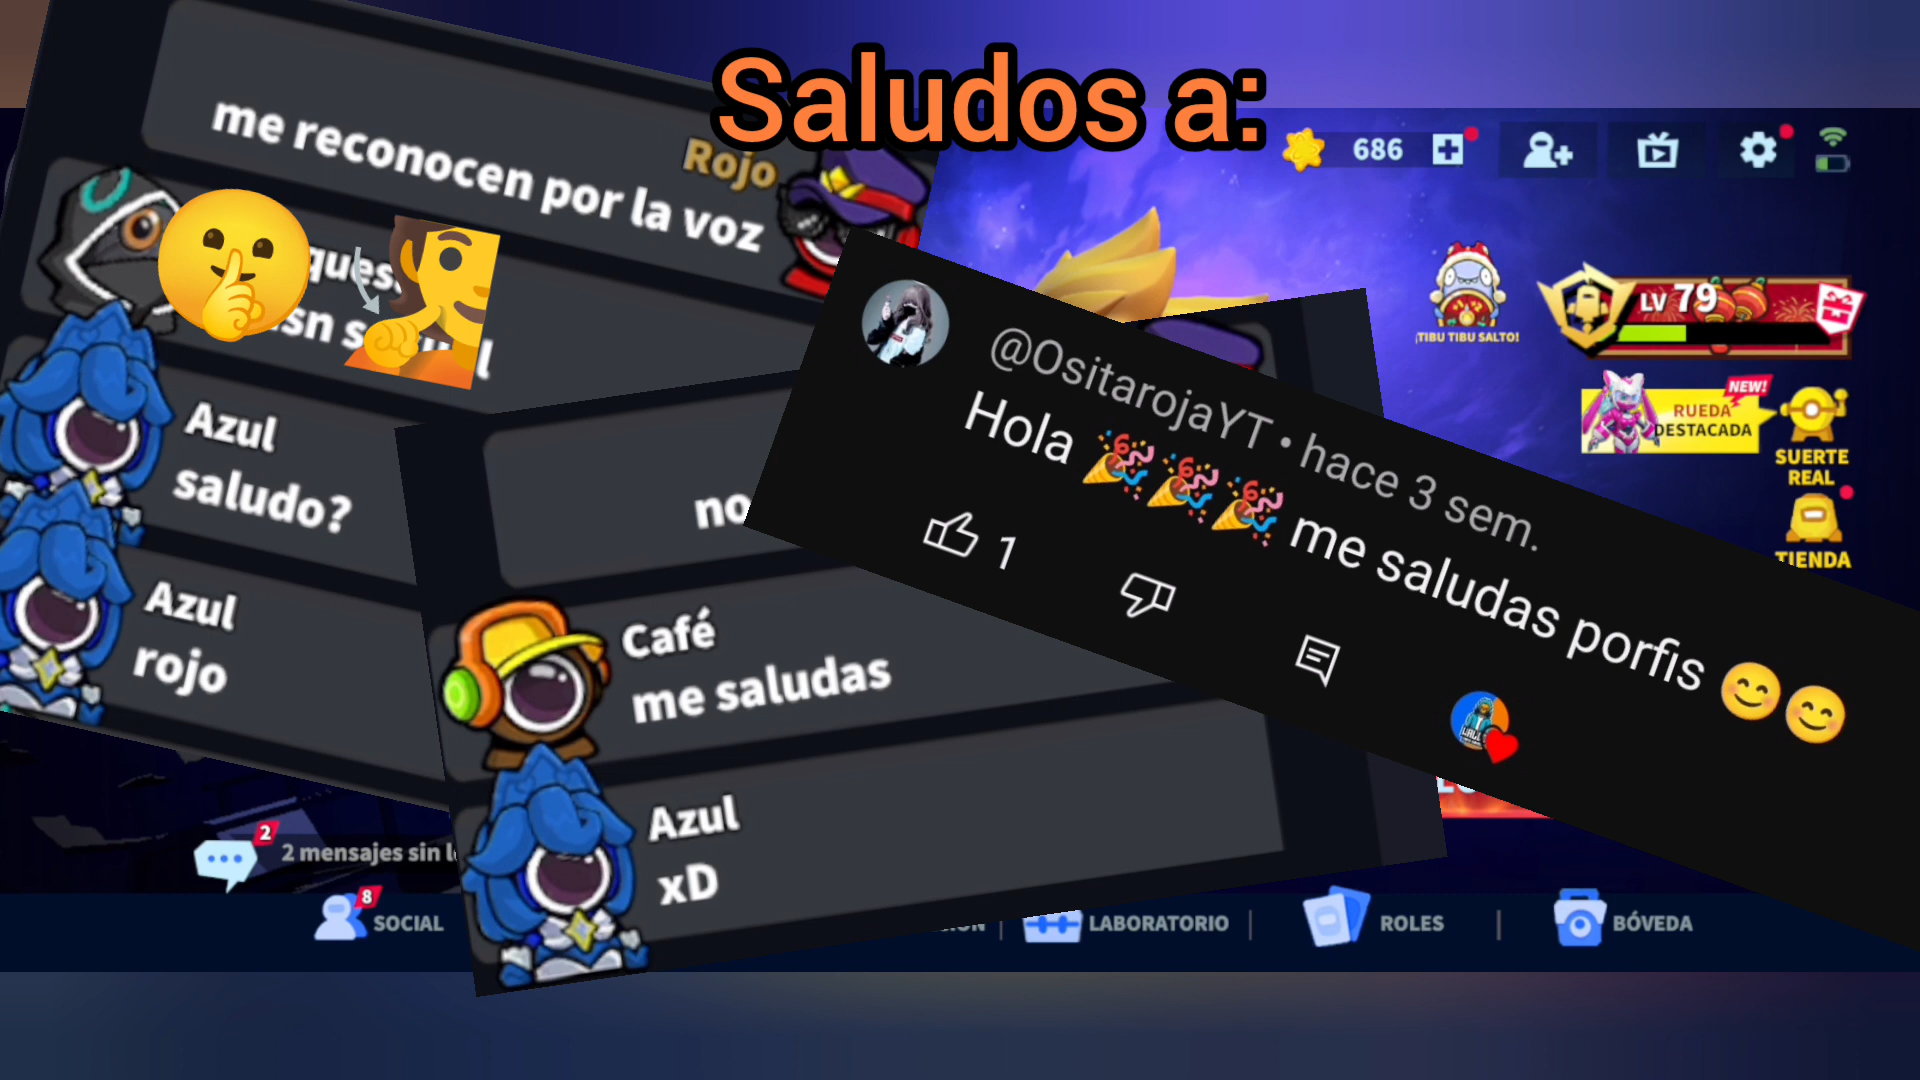 Saludos a:
me reconocen por la voz
Rojo
Azul
saludo?
Azul
rojo
no
Café
me saludas
Azul
xD
@OsitarojaYT • hace 3 sem.
Hola 🎉🎉🎉 me saludas porfis 😊😊
1
686
¡TIBU TIBU SALTO!
LV 79
NEW!
RUEDA
DESTACADA
SUERTE
REAL
TIENDA
2
2 mensajes sin
8
SOCIAL
LABORATORIO
ROLES
BÓVEDA